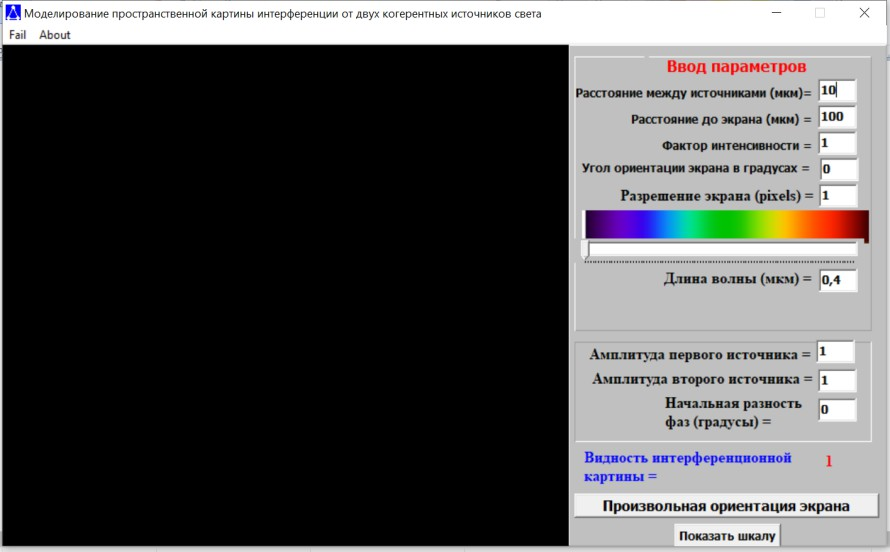 Моделирование пространственной картины интерференции от двух когерентных источников света
Fail About
Ввод параметров
Расстояние между источниками (мкм)= 10
Расстояние до экрана (мкм) = 100
Фактор интенсивности = 1
Угол ориентации экрана в градусах = 0
Разрешение экрана (pixels) = 1
Длина волны (мкм) = 0,4
Амплитуда первого источника = 1
Амплитуда второго источника = 1
Начальная разность
фаз (градусы) = 0
Видность интерференционной
картины = 1
Произвольная ориентация экрана
Показать шкалу